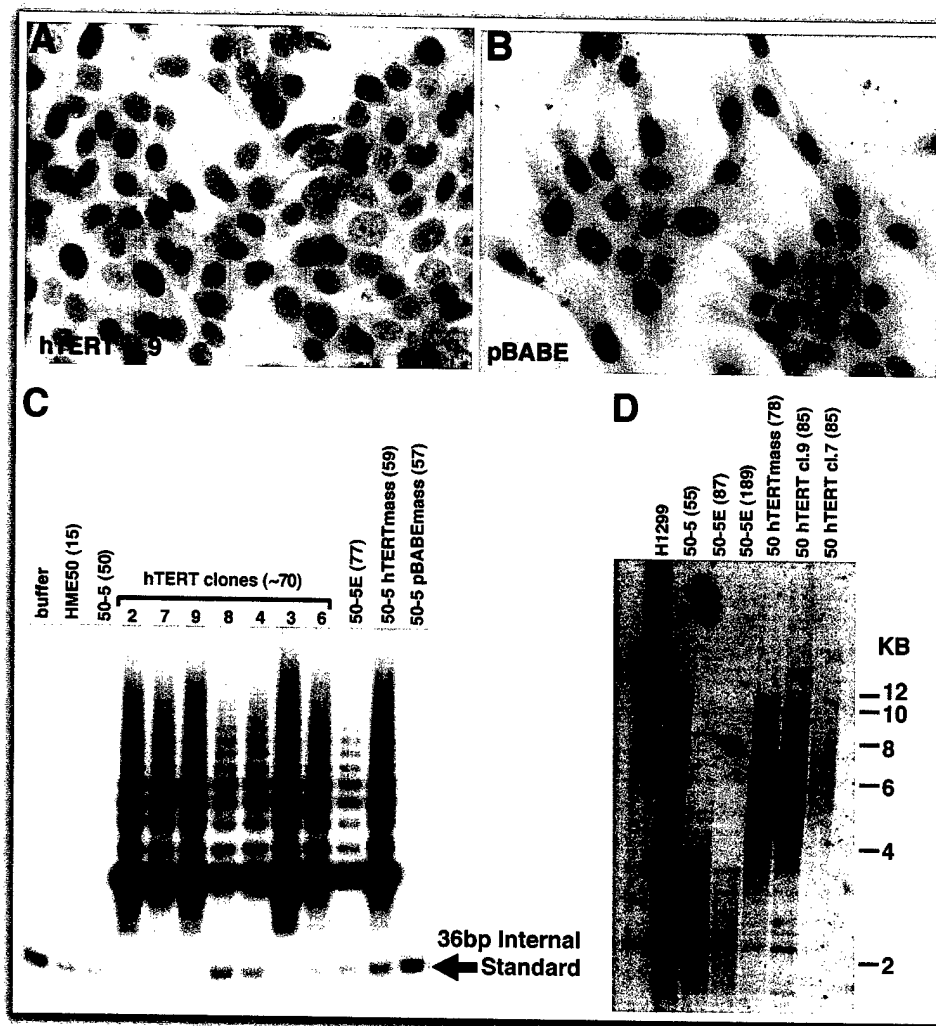 A
B
hTERT cl.9
pBABE
C
buffer
HME50 (15)
50-5 (50)
hTERT clones (~70)
2 7 9 8 4 3 6
50-5E (77)
50-5 hTERTmass (59)
50-5 pBABEmass (57)
36bp Internal
Standard
D
H1299
50-5 (55)
50-5E (87)
50-5E (189)
50 hTERTmass (78)
50 hTERT cl.9 (85)
50 hTERT cl.7 (85)
KB
12
10
8
6
4
2